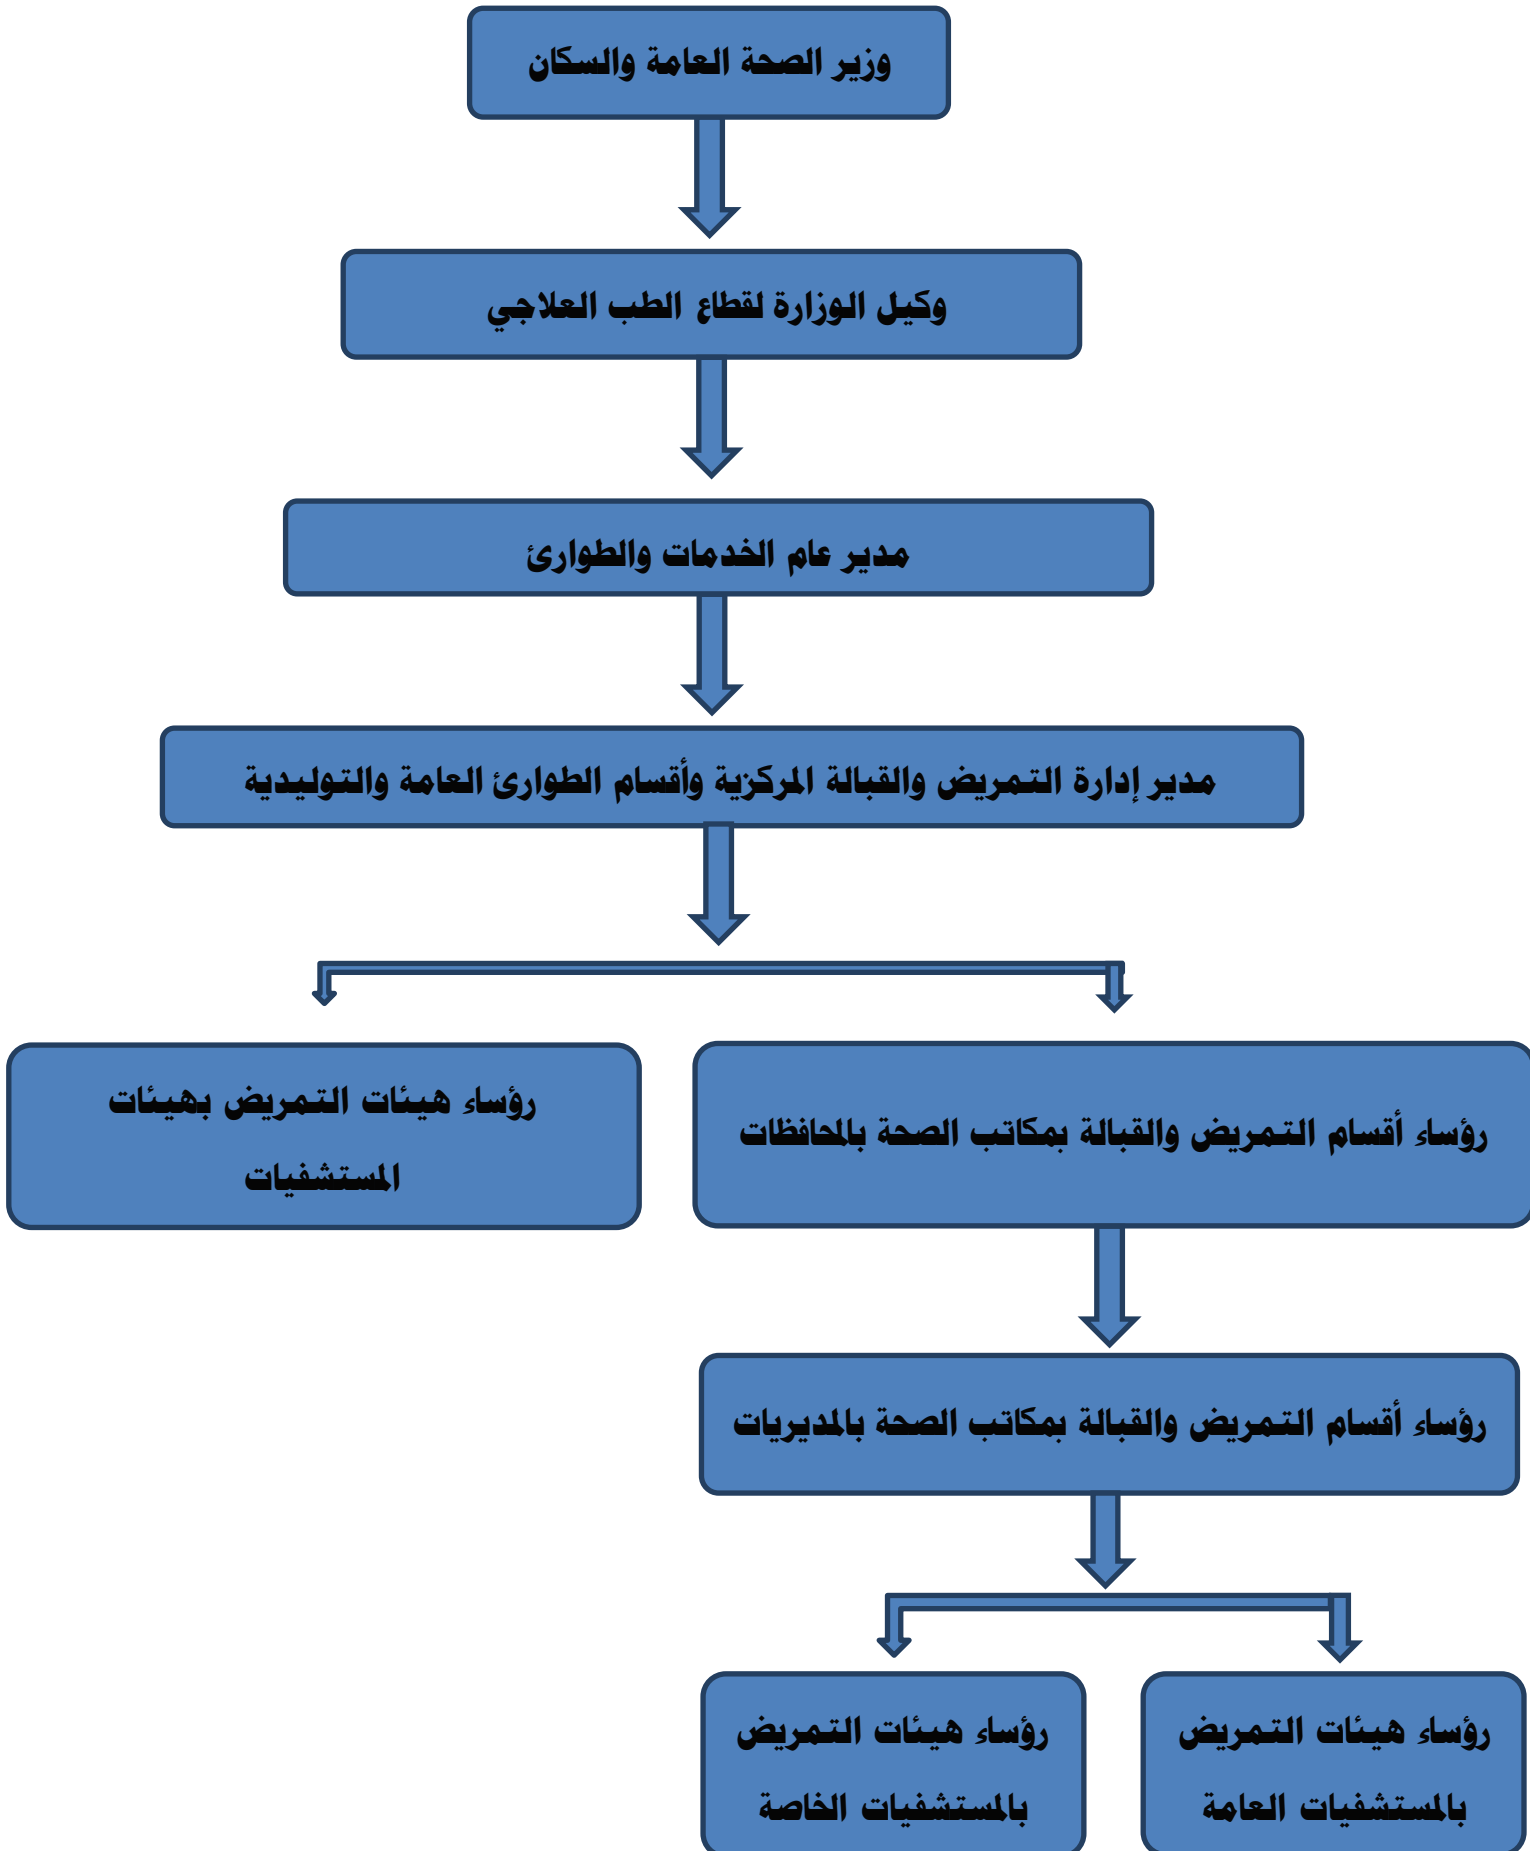 وزير الصحة العامة والسكان
وكيل الوزارة لقطاع الطب العلاجي
مدير عام الخدمات والطوارئ
مدير إدارة التمريض والقبالة المركزية وأقسام الطوارئ العامة والتوليدية
رؤساء أقسام التمريض والقبالة بمكاتب الصحة بالمحافظات
رؤساء هيئات التمريض بهيئات
المستشفيات
رؤساء أقسام التمريض والقبالة بمكاتب الصحة بالمديريات
رؤساء هيئات التمريض
بالمستشفيات العامة
رؤساء هيئات التمريض
بالمستشفيات الخاصة